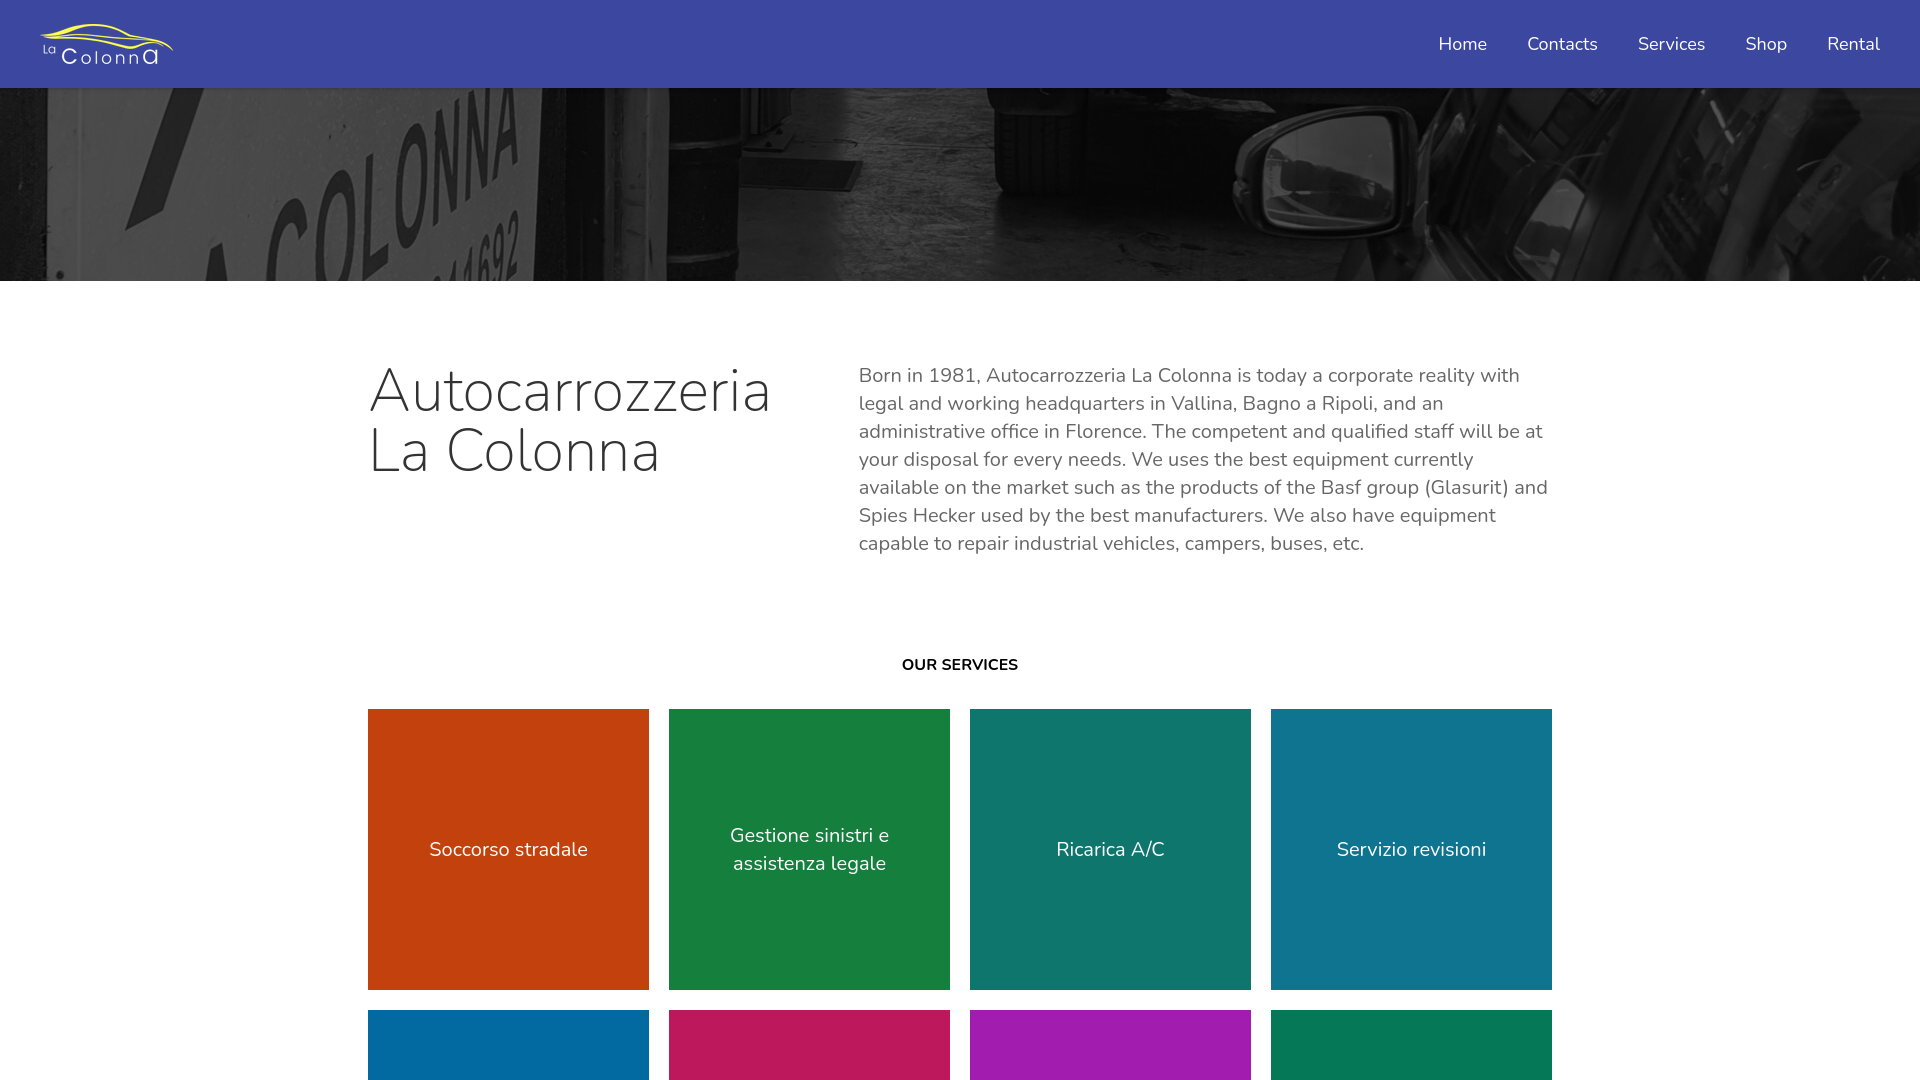 La Colonna
Home
Contacts
Services
Shop
Rental
COLONNA
Autocarrozzeria
La Colonna
Born in 1981, Autocarrozzeria La Colonna is today a corporate reality with
legal and working headquarters in Vallina, Bagno a Ripoli, and an
administrative office in Florence. The competent and qualified staff will be at
your disposal for every needs. We uses the best equipment currently
available on the market such as the products of the Basf group (Glasurit) and
Spies Hecker used by the best manufacturers. We also have equipment
capable to repair industrial vehicles, campers, buses, etc.
OUR SERVICES
Soccorso stradale
Gestione sinistri e
assistenza legale
Ricarica A/C
Servizio revisioni